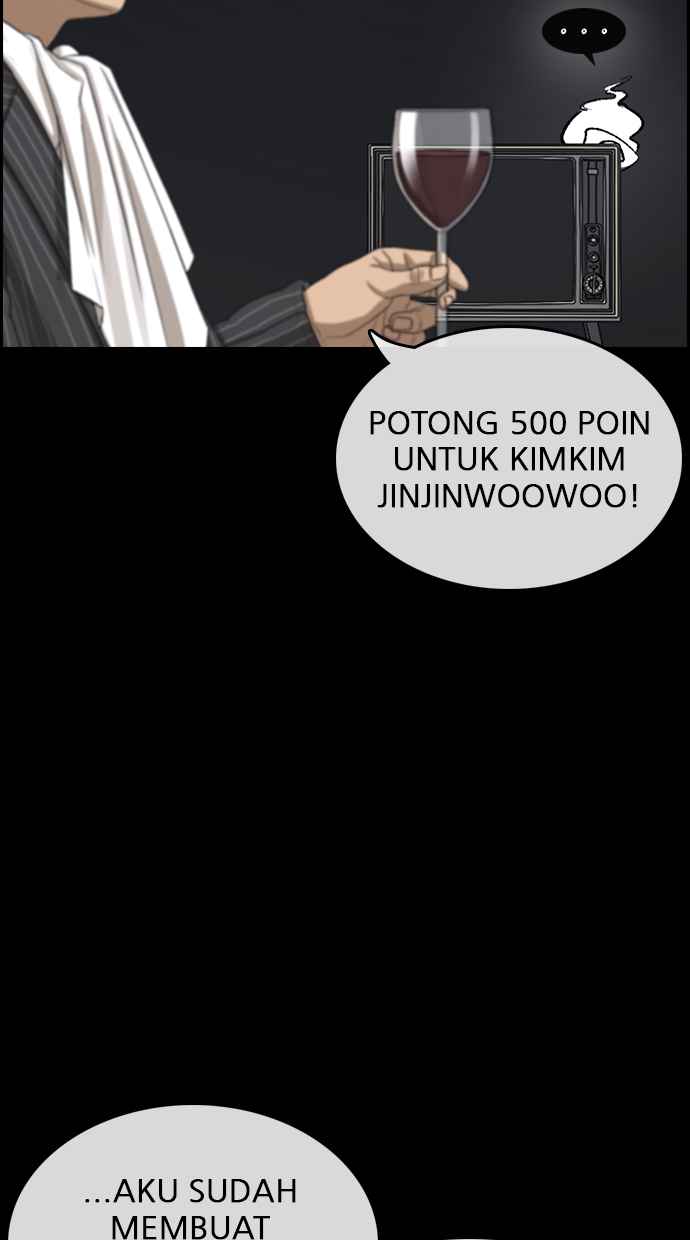 ...
POTONG 500 POIN
UNTUK KIMKIM
JINJINWOOWOO!
...AKU SUDAH
MEMBUAT